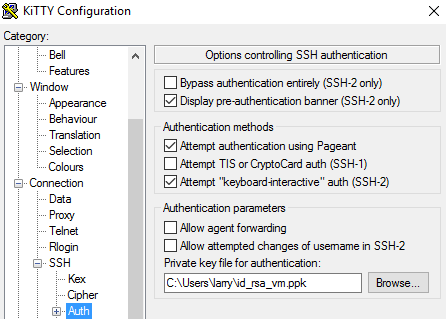 KiTTY Configuration
Category:
Bell
Features
Window
Appearance
Behaviour
Translation
Selection
Colours
Connection
Data
Proxy
Telnet
Rlogin
SSH
Kex
Cipher
Auth
Options controlling SSH authentication
Bypass authentication entirely (SSH-2 only)
Display pre-authentication banner (SSH-2 only)
Authentication methods
Attempt authentication using Pageant
Attempt TIS or CryptoCard auth (SSH-1)
Attempt "keyboard-interactive" auth (SSH-2)
Authentication parameters
Allow agent forwarding
Allow attempted changes of username in SSH-2
Private key file for authentication:
C:\Users\larry\id_rsa_vm.ppk
Browse...